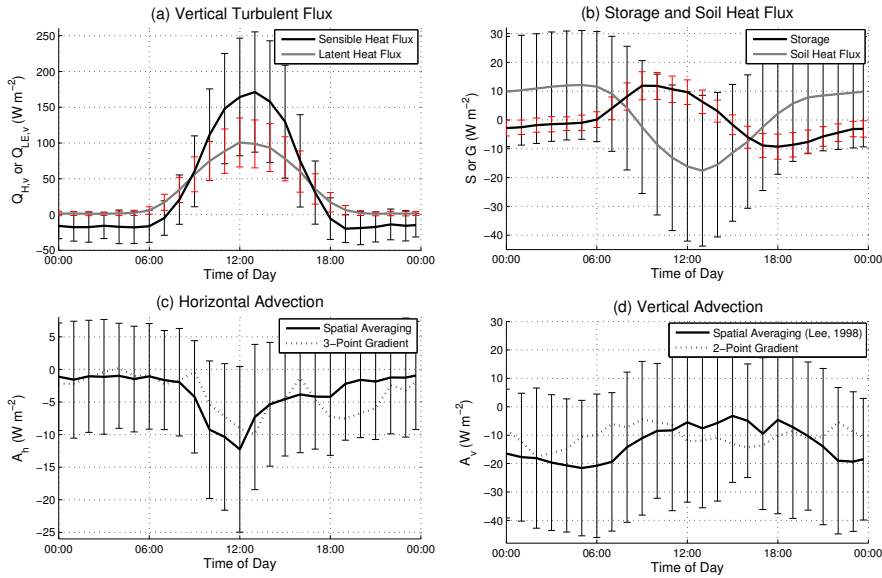 (a) Vertical Turbulent Flux
Sensible Heat Flux
Latent Heat Flux
Q_H,v or Q_LE,v (W m−2)
250
200
150
100
50
0
−50
00:00 06:00 12:00 18:00 00:00
Time of Day
(b) Storage and Soil Heat Flux
Storage
Soil Heat Flux
S or G (W m−2)
30
20
10
0
−10
−20
−30
−40
00:00 06:00 12:00 18:00 00:00
Time of Day
(c) Horizontal Advection
Spatial Averaging
3−Point Gradient
A_h (W m−2)
5
0
−5
−10
−15
−20
−25
00:00 06:00 12:00 18:00 00:00
Time of Day
(d) Vertical Advection
Spatial Averaging (Lee, 1998)
2−Point Gradient
A_v (W m−2)
30
20
10
0
−10
−20
−30
−40
00:00 06:00 12:00 18:00 00:00
Time of Day